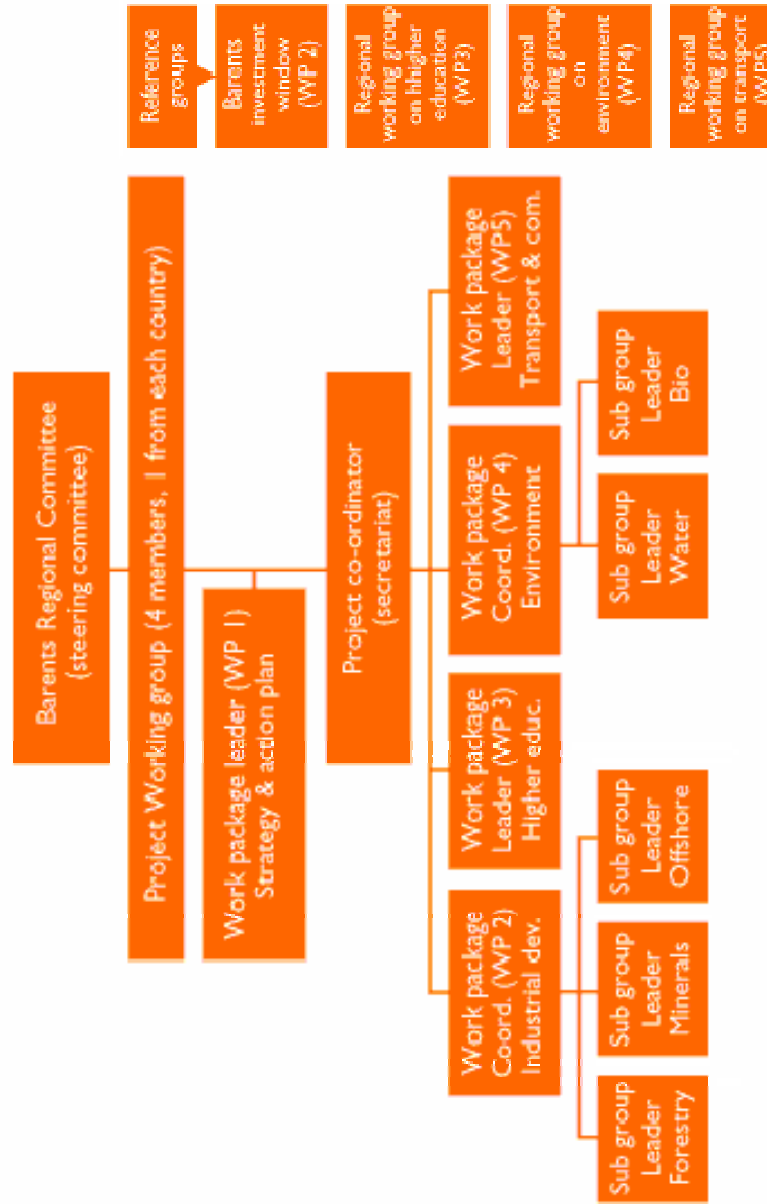 Barents Regional Committee
(steering committee)
Project Working group (4 members, 1 from each country)
Work package leader (WP 1)
Strategy & action plan
Project co-ordinator
(secretariat)
Work package
Co-ord. (WP 2)
Industrial dev.
Work package
Leader (WP 3)
Higher educ.
Work package
Coord. (WP 4)
Environment
Work package
Leader (WP5)
Transport & com.
Sub group
Leader
Forestry
Sub group
Leader
Minerals
Sub group
Leader
Offshore
Sub group
Leader
Water
Sub group
Leader
Bio
Reference
groups
Barents
investment
window
(WP 2)
Regional
working group
on hhigher
education
(WP3)
Regional
working group
on
environment
(WP4)
Regional
working group
on transport
(WP5)